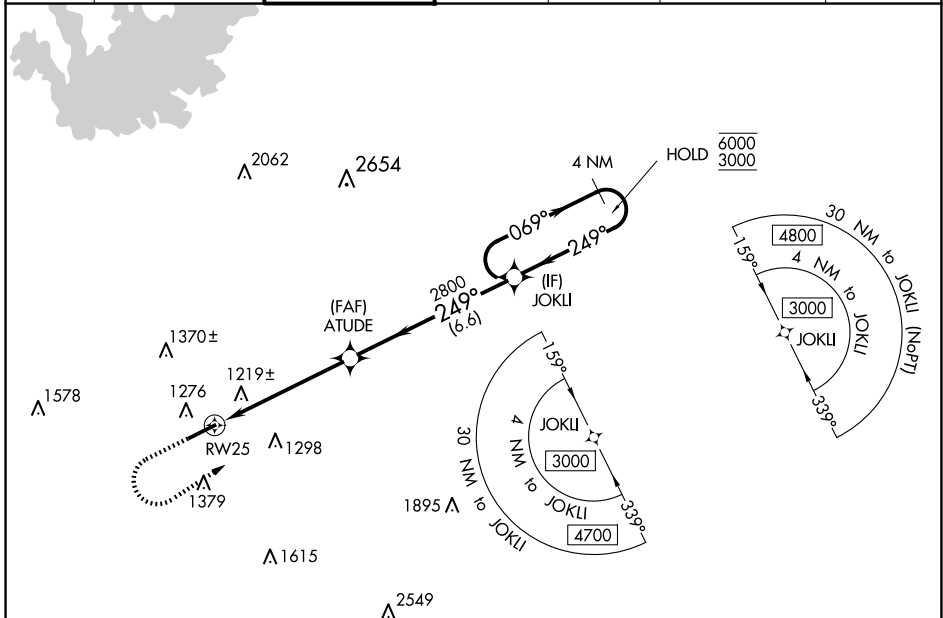 2062
2654
4 NM
HOLD 6000
3000
069°
249°
(IF)
JOKLI
2800
249°
(6.6)
(FAF)
ATUDE
1370±
1578
1276
1219±
RW25
1298
1379
1615
1895
2549
30 NM to JOKLI (NoPT)
4800
159°
4 NM to JOKLI
3000
JOKLI
339°
159°
JOKLI
3000
4 NM to JOKLI
339°
30 NM to JOKLI
4700